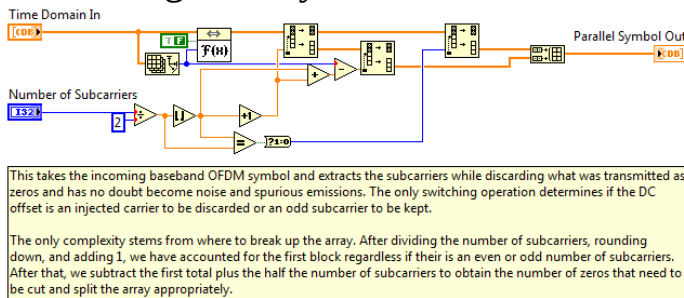 Time Domain In
[CDB]
F
F(x)
Parallel Symbol Out
[CDB]
Number of Subcarriers
I32
2
+1
?1:0
This takes the incoming baseband OFDM symbol and extracts the subcarriers while discarding what was transmitted as
zeros and has no doubt become noise and spurious emissions. The only switching operation determines if the DC
offset is an injected carrier to be discarded or an odd subcarrier to be kept.
The only complexity stems from where to break up the array. After dividing the number of subcarriers, rounding
down, and adding 1, we have accounted for the first block regardless if their is an even or odd number of subcarriers.
After that, we subtract the first total plus the half the number of subcarriers to obtain the number of zeros that need to
be cut and split the array appropriately.